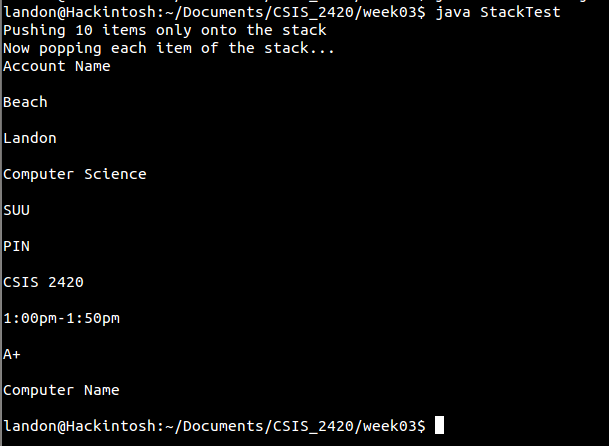 landon@Hackintosh:~/Documents/CSIS_2420/week03$ java StackTest
Pushing 10 items only onto the stack
Now popping each item of the stack...
Account Name
Beach
Landon
Computer Science
SUU
PIN
CSIS 2420
1:00pm-1:50pm
A+
Computer Name
landon@Hackintosh:~/Documents/CSIS_2420/week03$